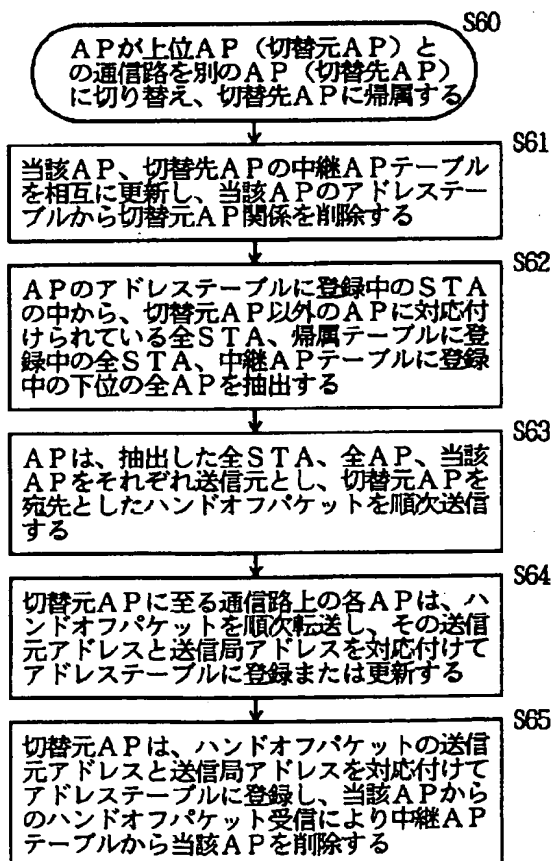 S60
APが上位AP（切替元AP）と
の通信路を別のAP（切替先AP）
に切り替え、切替先APに帰属する
S61
当該AP、切替先APの中継APテーブル
を相互に更新し、当該APのアドレステー
ブルから切替元AP関係を削除する
S62
APのアドレステーブルに登録中のSTA
の中から、切替元AP以外のAPに対応付
けられている全STA、帰属テーブルに登
録中の全STA、中継APテーブルに登録
中の下位の全APを抽出する
S63
APは、抽出した全STA、全AP、当該
APをそれぞれ送信元とし、切替元APを
宛先としたハンドオフパケットを順次送信
する
S64
切替元APに至る通信路上の各APは、ハ
ンドオフパケットを順次転送し、その送信
元アドレスと送信局アドレスを対応付けて
アドレステーブルに登録または更新する
S65
切替元APは、ハンドオフパケットの送信
元アドレスと送信局アドレスを対応付けて
アドレステーブルに登録し、当該APから
のハンドオフパケット受信により中継AP
テーブルから当該APを削除する